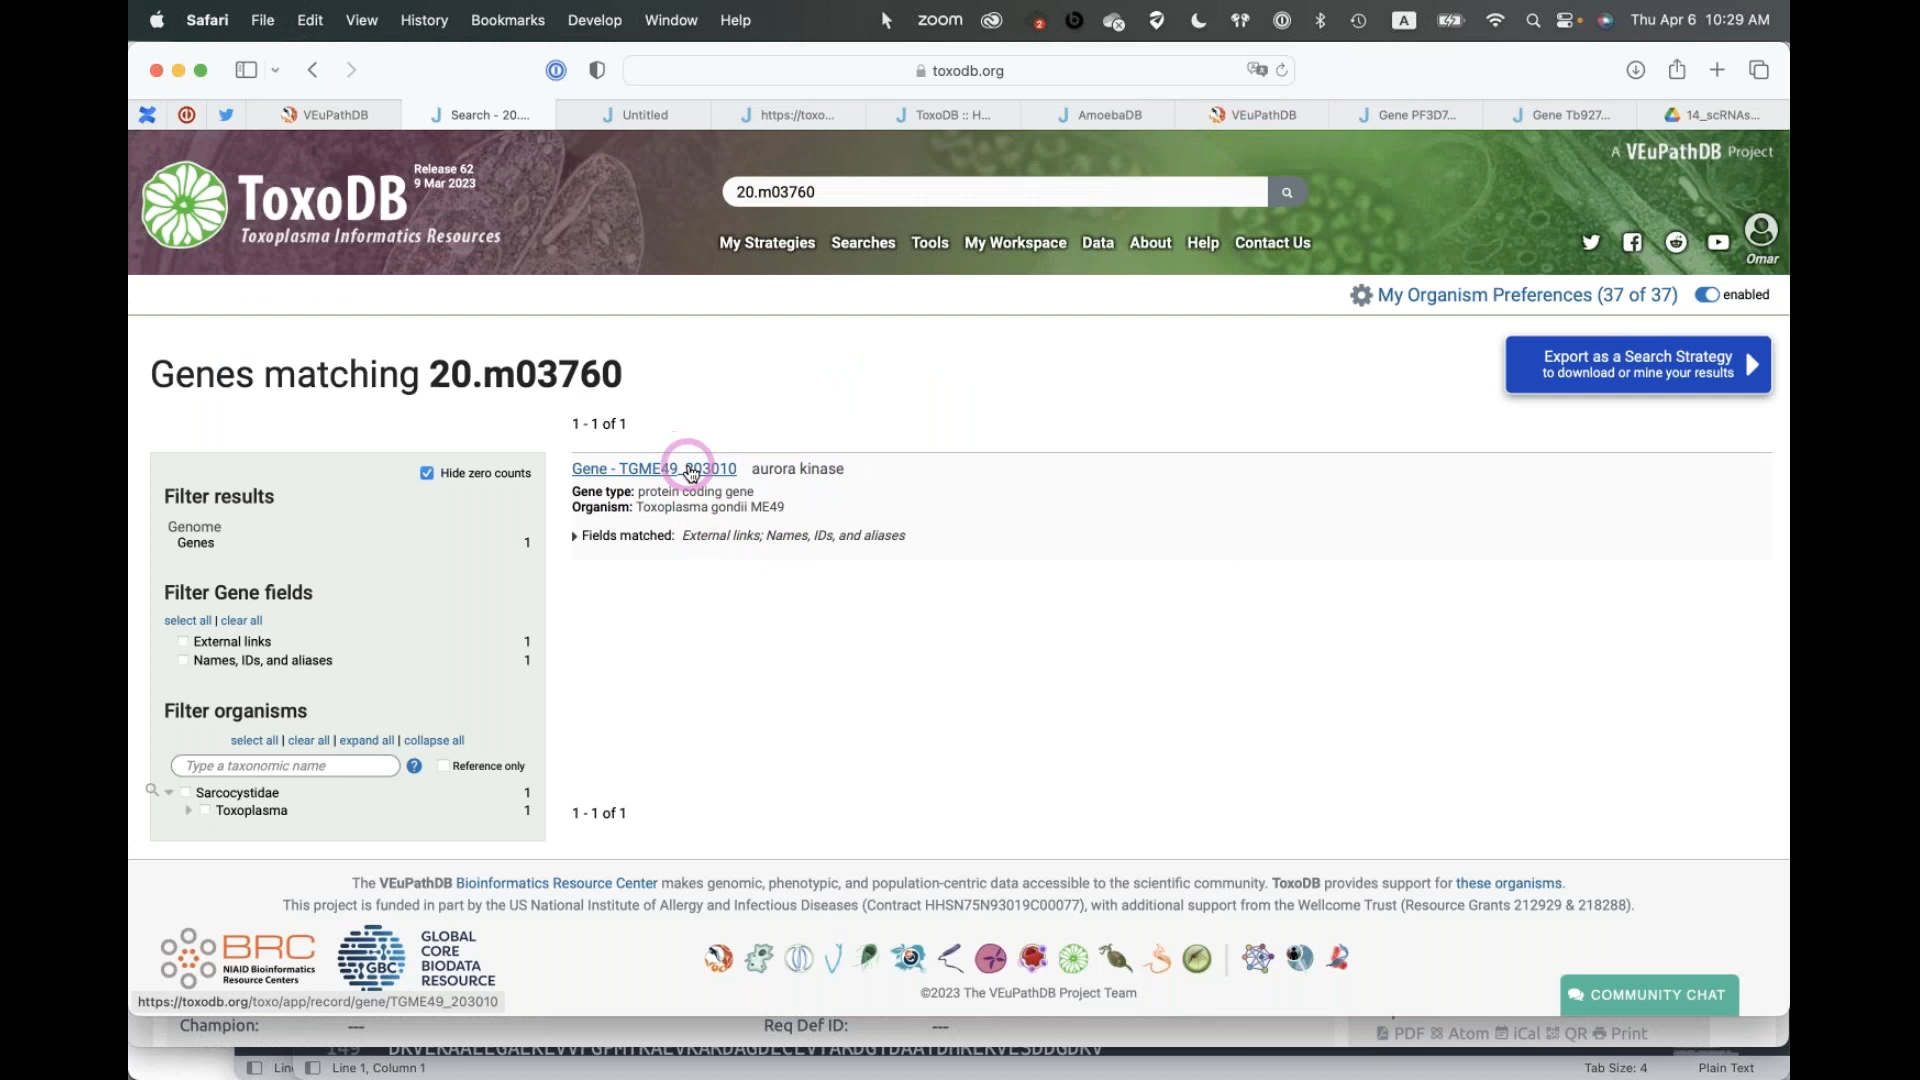 Safari File Edit View History Bookmarks Develop Window Help
zoom 2 A Thu Apr 6 10:29 AM
toxodb.org
VEuPathDB Search - 20.... Untitled https://toxo... ToxoDB :: H... AmoebaDB VEuPathDB Gene PF3D7... Gene Tb927... 14_scRNAs...
ToxoDB
Release 62
9 Mar 2023
Toxoplasma Informatics Resources
20.m03760
A VEuPathDB Project
My Strategies Searches Tools My Workspace Data About Help Contact Us
Omar
My Organism Preferences (37 of 37) enabled
Genes matching 20.m03760
Export as a Search Strategy
to download or mine your results
1 - 1 of 1
Hide zero counts
Filter results
Genome
Genes 1
Filter Gene fields
select all | clear all
External links 1
Names, IDs, and aliases 1
Filter organisms
select all | clear all | expand all | collapse all
Type a taxonomic name ? Reference only
Sarcocystidae 1
Toxoplasma 1
Gene - TGME49_203010 aurora kinase
Gene type: protein coding gene
Organism: Toxoplasma gondii ME49
Fields matched: External links; Names, IDs, and aliases
1 - 1 of 1
The VEuPathDB Bioinformatics Resource Center makes genomic, phenotypic, and population-centric data accessible to the scientific community. ToxoDB provides support for these organisms.
This project is funded in part by the US National Institute of Allergy and Infectious Diseases (Contract HHSN75N93019C00077), with additional support from the Wellcome Trust (Resource Grants 212929 & 218288).
BRC
NIAID Bioinformatics
Resource Centers
GBC
GLOBAL
CORE
BIODATA
RESOURCE
©2023 The VEuPathDB Project Team
COMMUNITY CHAT
https://toxodb.org/toxo/app/record/gene/TGME49_203010
Champion: --- Req Def ID: ---
PDF Atom iCal QR Print
Line 1, Column 1 Tab Size: 4 Plain Text